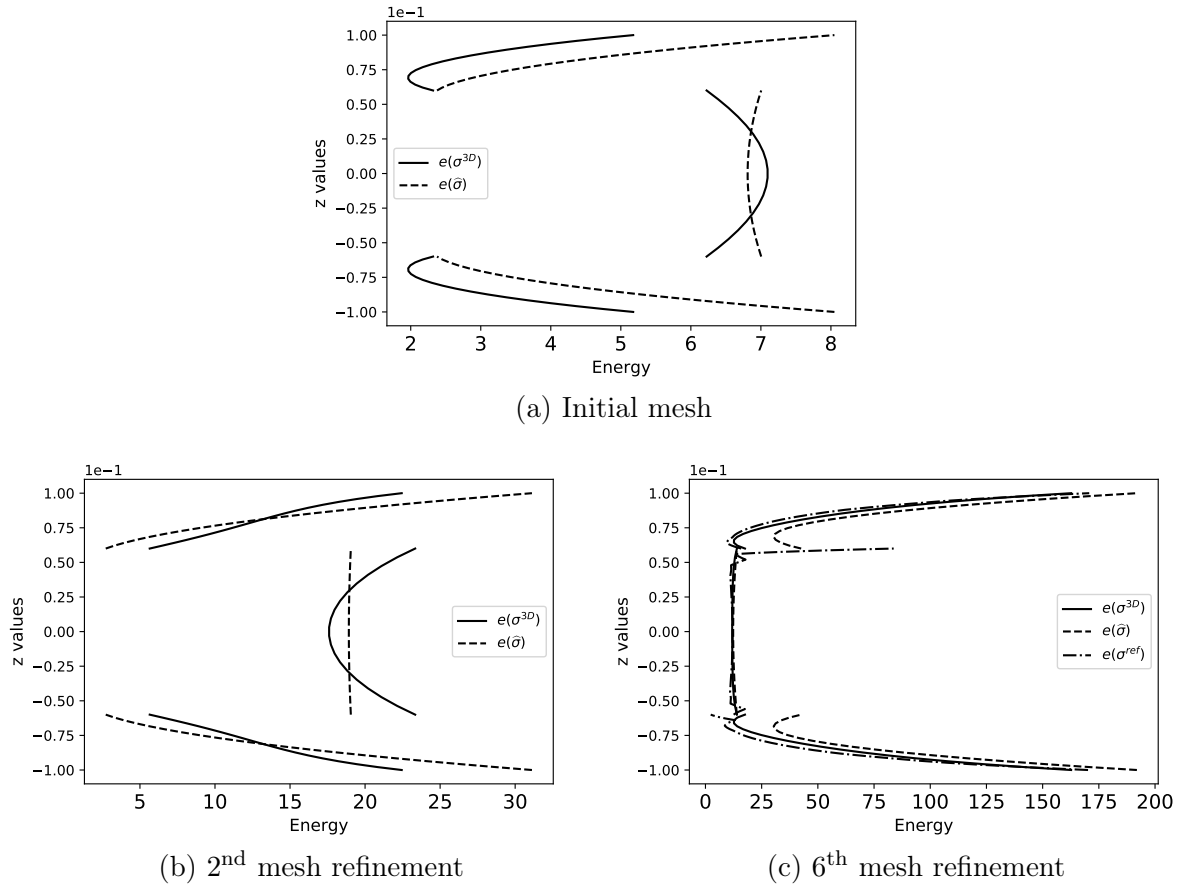 1e−1
1.00
0.75
0.50
0.25
0.00
−0.25
−0.50
−0.75
−1.00
z values
e(σ³ᴰ)
e(σ̂)
2 3 4 5 6 7 8
Energy
(a) Initial mesh
1e−1
1.00
0.75
0.50
0.25
0.00
−0.25
−0.50
−0.75
−1.00
z values
e(σ³ᴰ)
e(σ̂)
5 10 15 20 25 30
Energy
(b) 2ⁿᵈ mesh refinement
1e−1
1.00
0.75
0.50
0.25
0.00
−0.25
−0.50
−0.75
−1.00
z values
e(σ³ᴰ)
e(σ̂)
e(σʳᵉᶠ)
0 25 50 75 100 125 150 175 200
Energy
(c) 6ᵗʰ mesh refinement